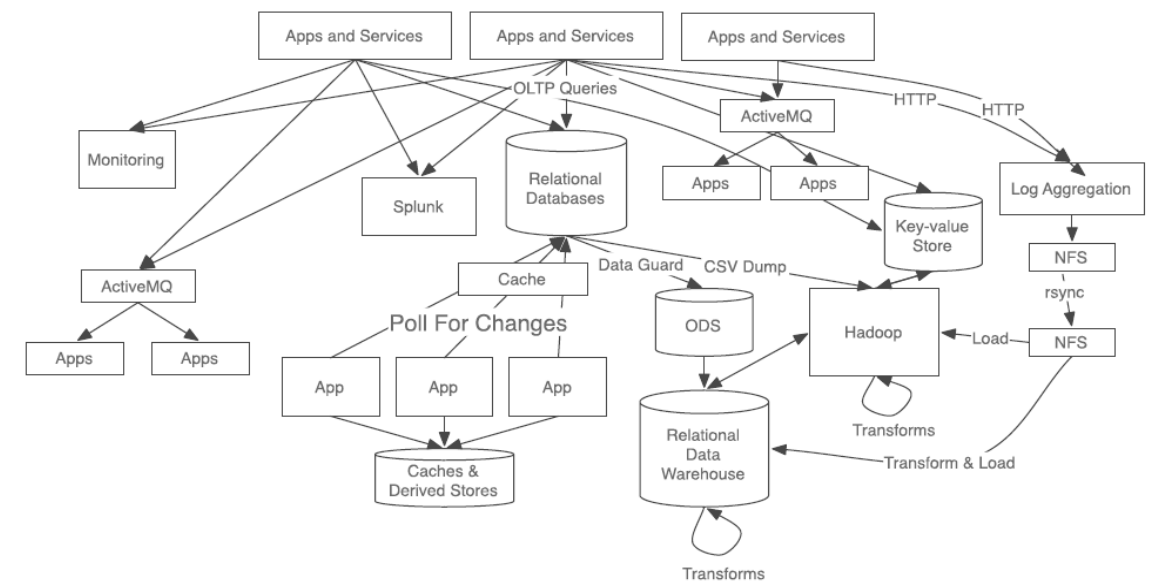 Apps and Services
Apps and Services
Apps and Services
OLTP Queries
HTTP
HTTP
ActiveMQ
Monitoring
Relational
Databases
Apps
Apps
Splunk
Log Aggregation
Key-value
Store
NFS
rsync
NFS
ActiveMQ
Apps
Apps
Cache
Data Guard
CSV Dump
Poll For Changes
ODS
Hadoop
Load
App
App
App
Transforms
Caches &
Derived Stores
Relational
Data
Warehouse
Transform & Load
Transforms